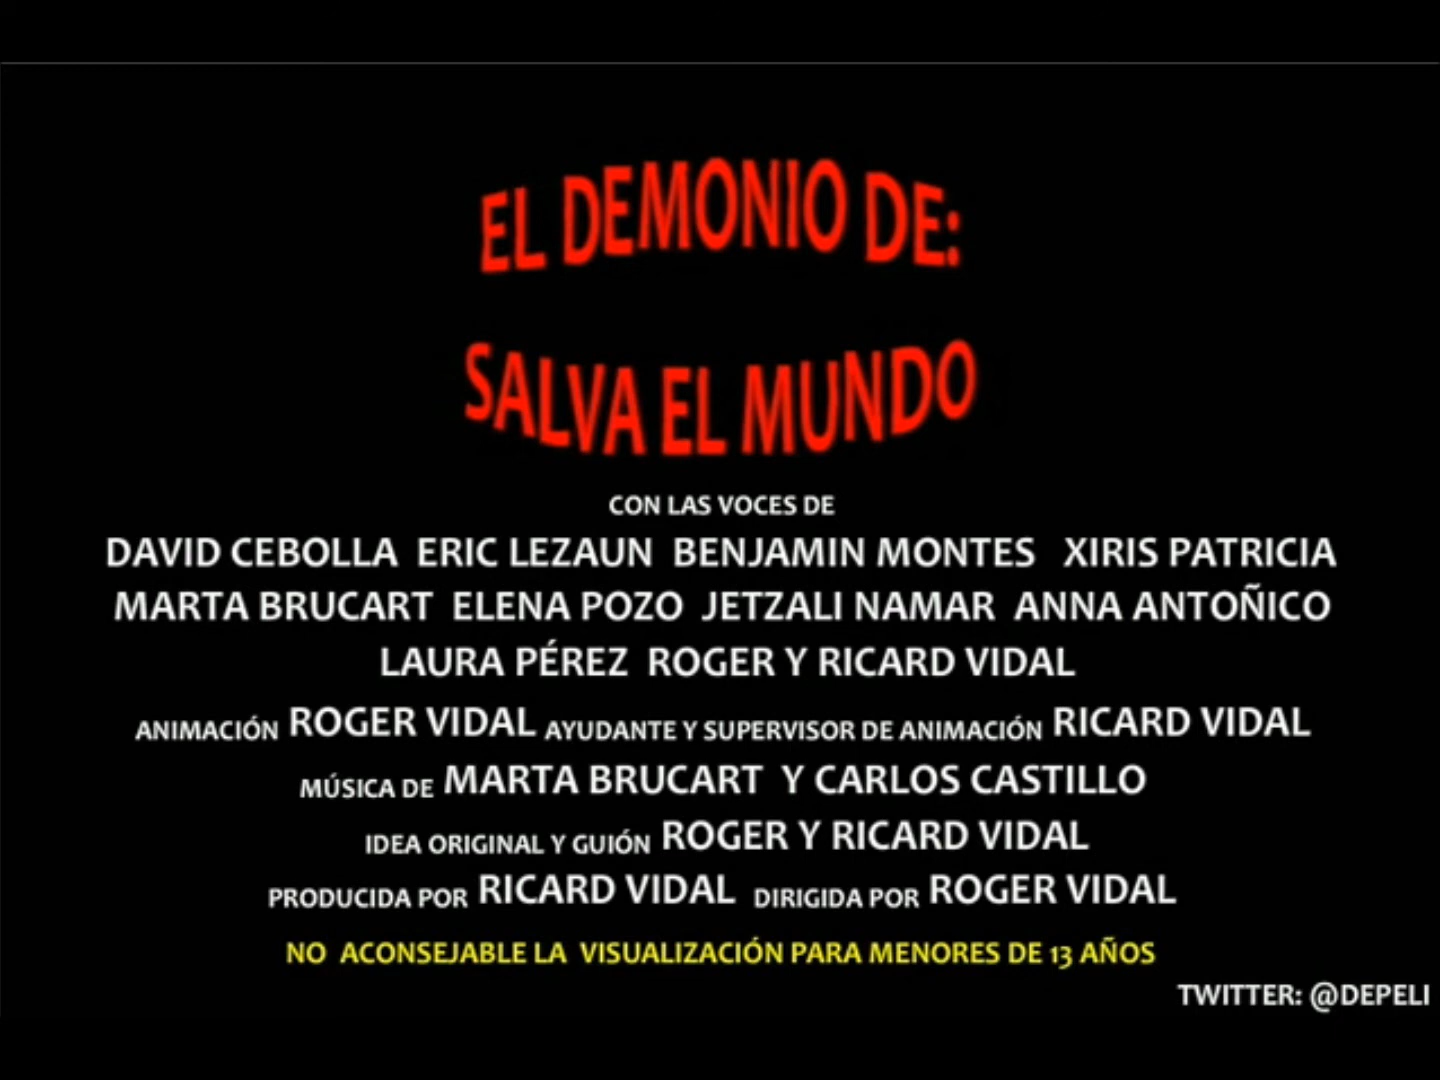 EL DEMONIO DE:
SALVA EL MUNDO
CON LAS VOCES DE
DAVID CEBOLLA ERIC LEZAUN BENJAMIN MONTES XIRIS PATRICIA
MARTA BRUCART ELENA POZO JETZALI NAMAR ANNA ANTOÑICO
LAURA PÉREZ ROGER Y RICARD VIDAL
ANIMACIÓN ROGER VIDAL AYUDANTE Y SUPERVISOR DE ANIMACIÓN RICARD VIDAL
MÚSICA DE MARTA BRUCART Y CARLOS CASTILLO
IDEA ORIGINAL Y GUIÓN ROGER Y RICARD VIDAL
PRODUCIDA POR RICARD VIDAL DIRIGIDA POR ROGER VIDAL
NO ACONSEJABLE LA VISUALIZACIÓN PARA MENORES DE 13 AÑOS
TWITTER: @DEPELI